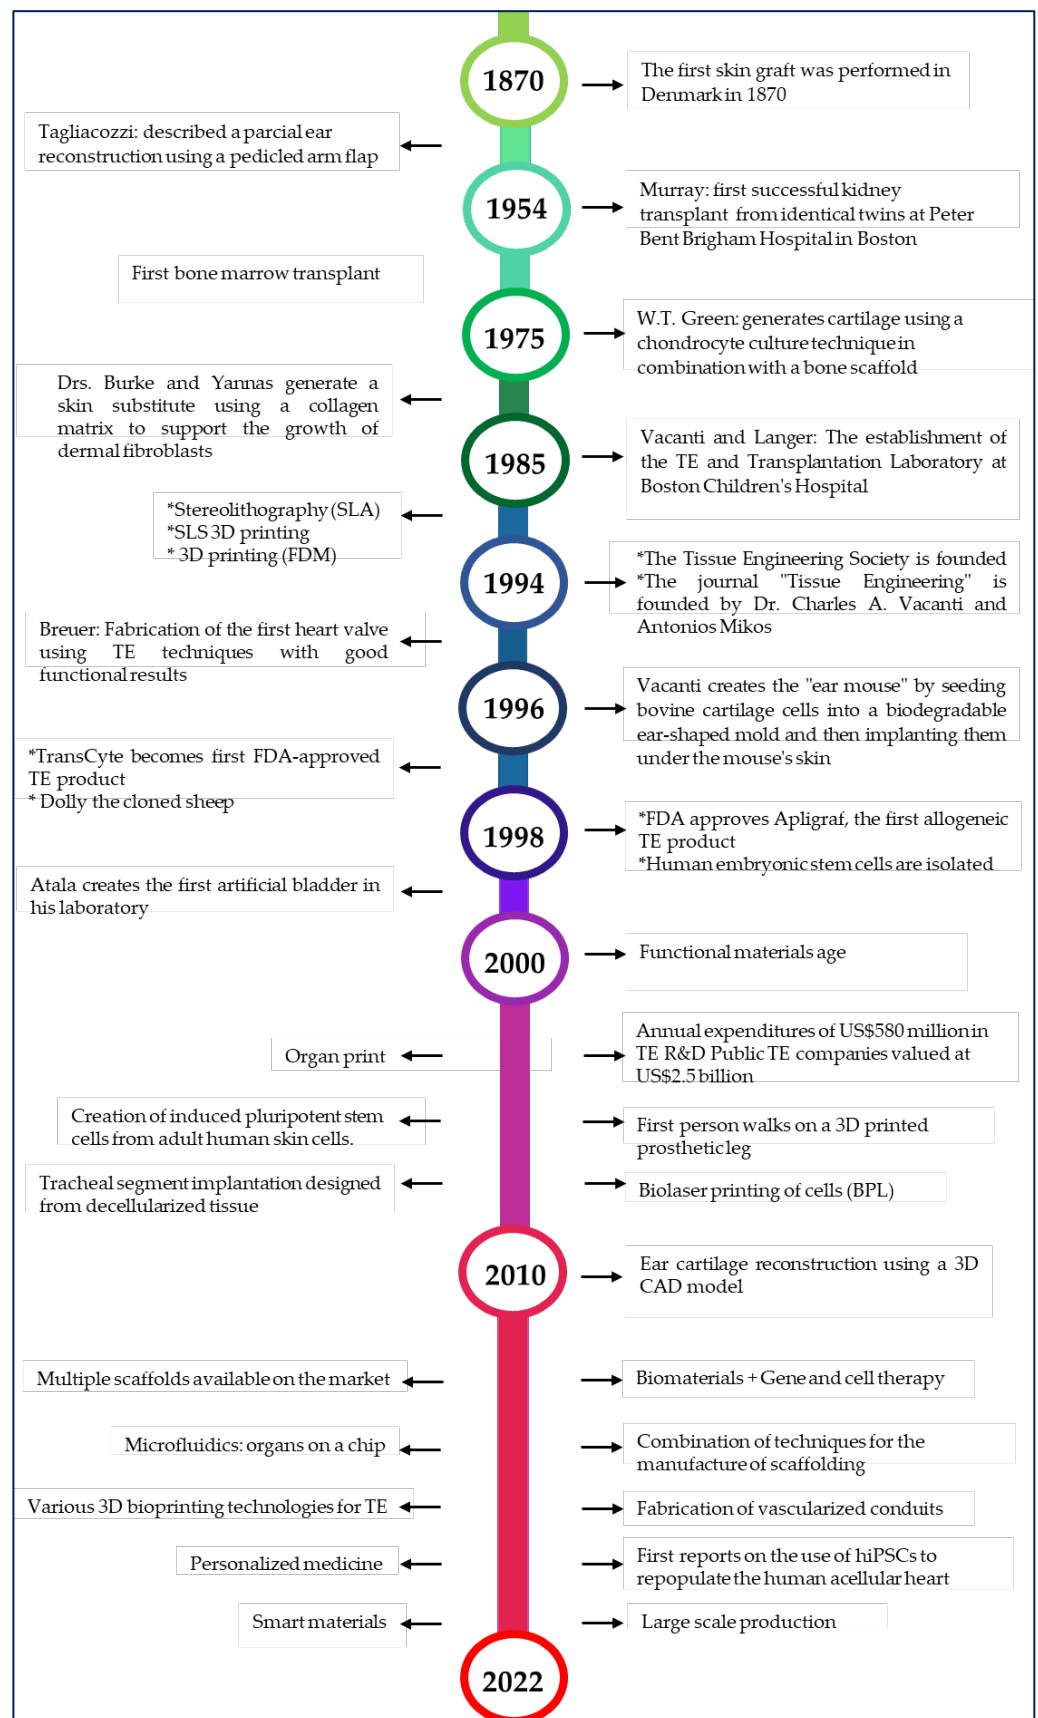 1870
The first skin graft was performed in
Denmark in 1870
Tagliacozzi: described a parcial ear
reconstruction using a pedicled arm flap
1954
Murray: first successful kidney
transplant from identical twins at Peter
Bent Brigham Hospital in Boston
First bone marrow transplant
1975
W.T. Green: generates cartilage using a
chondrocyte culture technique in
combination with a bone scaffold
Drs. Burke and Yannas generate a
skin substitute using a collagen
matrix to support the growth of
dermal fibroblasts
1985
Vacanti and Langer: The establishment of
the TE and Transplantation Laboratory at
Boston Children's Hospital
*Stereolithography (SLA)
*SLS 3D printing
* 3D printing (FDM)
1994
*The Tissue Engineering Society is founded
*The journal "Tissue Engineering" is
founded by Dr. Charles A. Vacanti and
Antonios Mikos
Breuer: Fabrication of the first heart valve
using TE techniques with good
functional results
1996
Vacanti creates the "ear mouse" by seeding
bovine cartilage cells into a biodegradable
ear-shaped mold and then implanting them
under the mouse's skin
*TransCyte becomes first FDA-approved
TE product
* Dolly the cloned sheep
1998
*FDA approves Apligraf, the first allogeneic
TE product
*Human embryonic stem cells are isolated
Atala creates the first artificial bladder in
his laboratory
2000
Functional materials age
Organ print
Annual expenditures of US$580 million in
TE R&D Public TE companies valued at
US$2.5 billion
Creation of induced pluripotent stem
cells from adult human skin cells.
First person walks on a 3D printed
prosthetic leg
Tracheal segment implantation designed
from decellularized tissue
Biolaser printing of cells (BPL)
2010
Ear cartilage reconstruction using a 3D
CAD model
Multiple scaffolds available on the market
Biomaterials + Gene and cell therapy
Microfluidics: organs on a chip
Combination of techniques for the
manufacture of scaffolding
Various 3D bioprinting technologies for TE
Fabrication of vascularized conduits
Personalized medicine
First reports on the use of hiPSCs to
repopulate the human acellular heart
Smart materials
Large scale production
2022